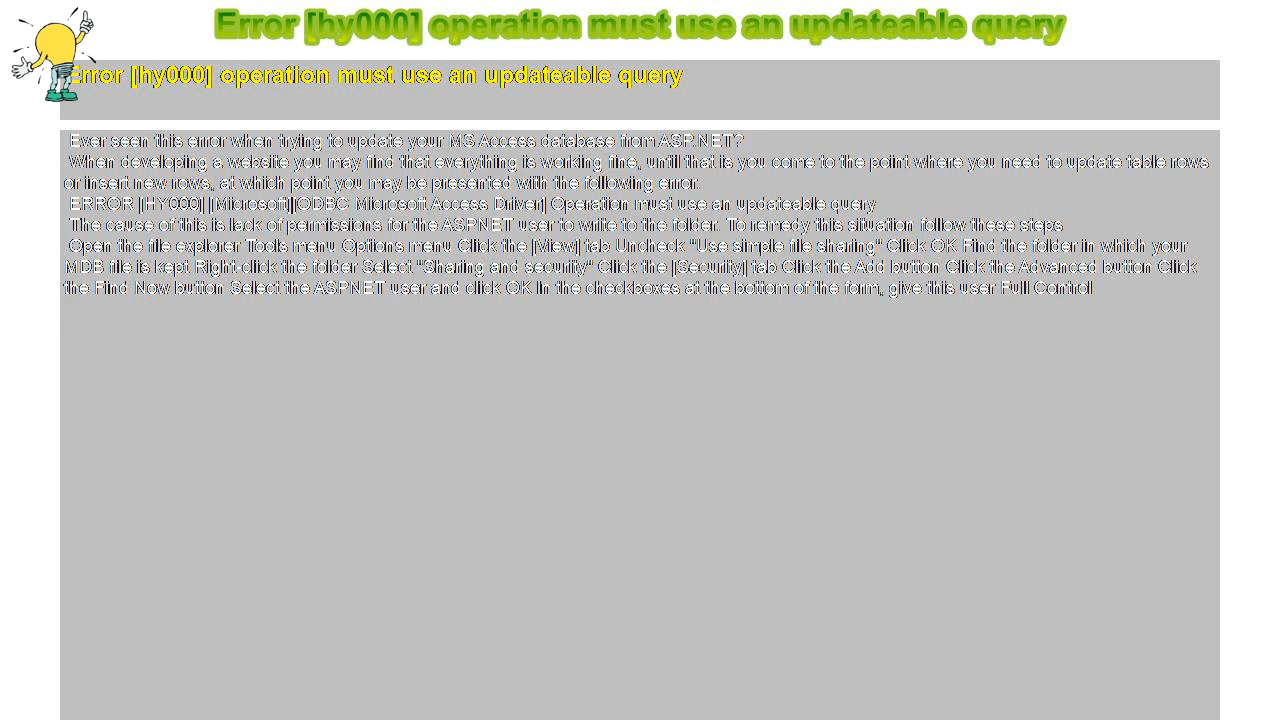 Error [hy000] operation must use an updateable query
Error [hy000] operation must use an updateable query
Ever seen this error when trying to update your MS Access database from ASP.NET?
When developing a website you may find that everything is working fine, until that is you come to the point where you need to update table rows
or insert new rows, at which point you may be presented with the following error.
ERROR [HY000] [Microsoft][ODBC Microsoft Access Driver] Operation must use an updateable query
The cause of this is lack of permissions for the ASPNET user to write to the folder. To remedy this situation follow these steps
Open the file explorer Tools menu Options menu Click the [View] tab Uncheck "Use simple file sharing" Click OK Find the folder in which your
MDB file is kept Right-click the folder Select "Sharing and security" Click the [Security] tab Click the Add button Click the Advanced button Click
the Find Now button Select the ASPNET user and click OK In the checkboxes at the bottom of the form, give this user Full Control